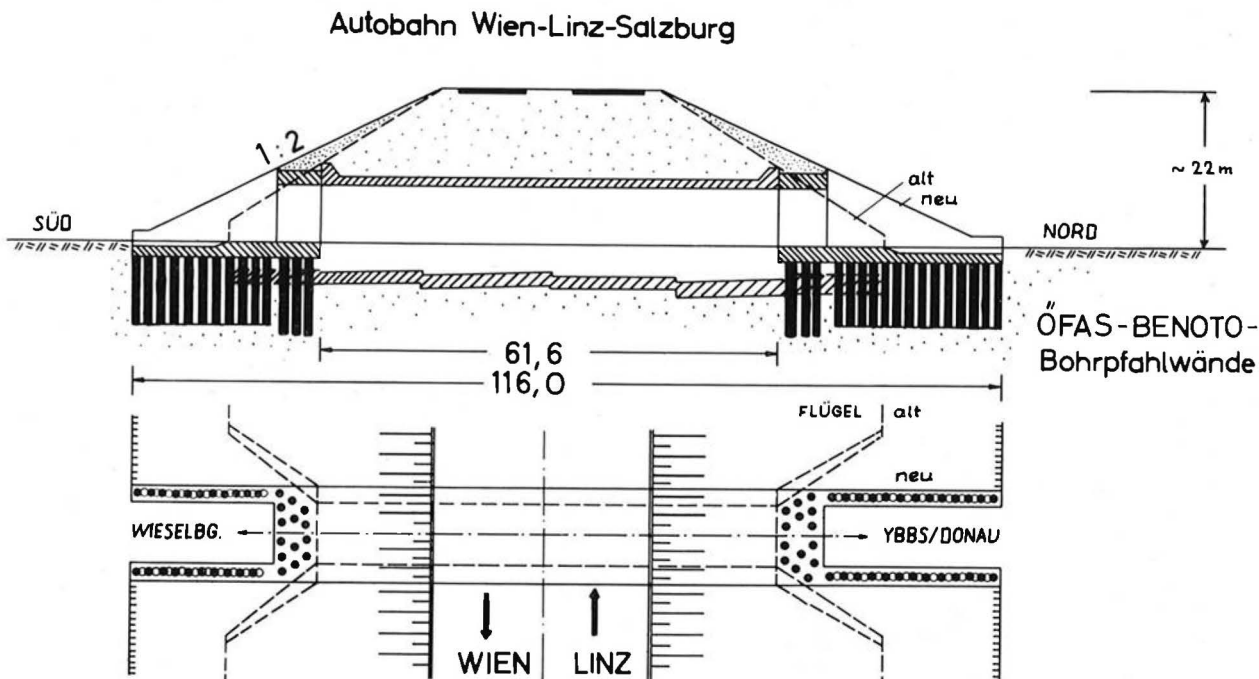 Autobahn Wien-Linz-Salzburg
1:2
~ 22 m
alt
neu
SÜD
NORD
ÖFAS-BENOTO-
Bohrpfahlwände
61,6
116,0
FLÜGEL alt
neu
WIESELBG.
YBBS/DONAU
WIEN LINZ